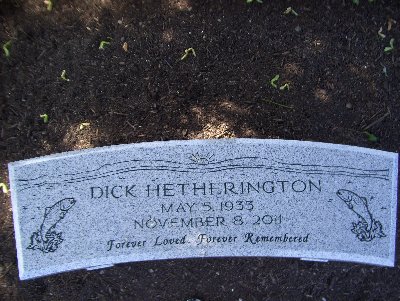 DICK HETHERINGTON
MAY 5, 1933
NOVEMBER 8, 2011
Forever Loved, Forever Remembered